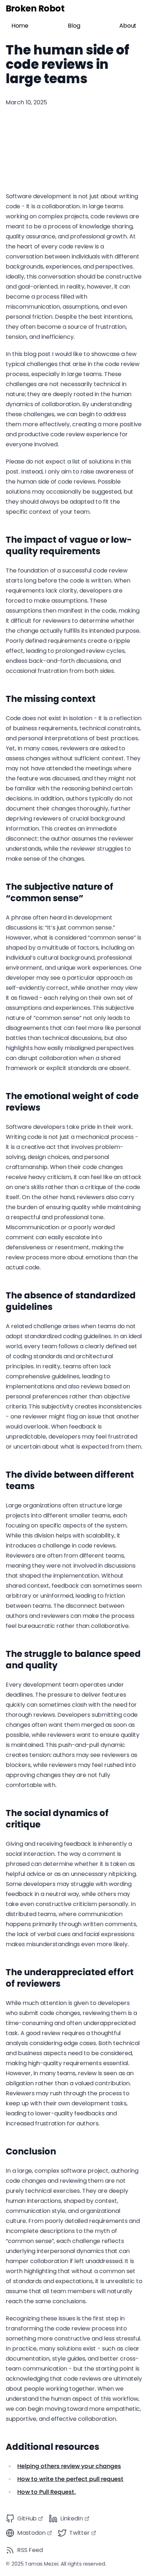 Broken Robot
Home Blog About
The human side of
code reviews in
large teams
March 10, 2025
Software development is not just about writing
code - it is a collaboration. In large teams
working on complex projects, code reviews are
meant to be a process of knowledge sharing,
quality assurance, and professional growth. At
the heart of every code review is a
conversation between individuals with different
backgrounds, experiences, and perspectives.
Ideally, this conversation should be constructive
and goal-oriented. In reality, however, it can
become a process filled with
miscommunication, assumptions, and even
personal friction. Despite the best intentions,
they often become a source of frustration,
tension, and inefficiency.
In this blog post I would like to showcase a few
typical challenges that arise in the code review
process, especially in large teams. These
challenges are not necessarily technical in
nature; they are deeply rooted in the human
dynamics of collaboration. By understanding
these challenges, we can begin to address
them more effectively, creating a more positive
and productive code review experience for
everyone involved.
Please do not expect a list of solutions in this
post. Instead, I only aim to raise awareness of
the human side of code reviews. Possible
solutions may occasionally be suggested, but
they should always be adapted to fit the
specific context of your team.
The impact of vague or low-
quality requirements
The foundation of a successful code review
starts long before the code is written. When
requirements lack clarity, developers are
forced to make assumptions. These
assumptions then manifest in the code, making
it difficult for reviewers to determine whether
the change actually fulfills its intended purpose.
Poorly defined requirements create a ripple
effect, leading to prolonged review cycles,
endless back-and-forth discussions, and
occasional frustration from both sides.
The missing context
Code does not exist in isolation - it is a reflection
of business requirements, technical constraints,
and personal interpretations of best practices.
Yet, in many cases, reviewers are asked to
assess changes without sufficient context. They
may not have attended the meetings where
the feature was discussed, and they might not
be familiar with the reasoning behind certain
decisions. In addition, authors typically do not
document their changes thoroughly, further
depriving reviewers of crucial background
information. This creates an immediate
disconnect: the author assumes the reviewer
understands, while the reviewer struggles to
make sense of the changes.
The subjective nature of
“common sense”
A phrase often heard in development
discussions is: “It’s just common sense.”
However, what is considered “common sense” is
shaped by a multitude of factors, including an
individual’s cultural background, professional
environment, and unique work experiences. One
developer may see a particular approach as
self-evidently correct, while another may view
it as flawed - each relying on their own set of
assumptions and experiences. This subjective
nature of “common sense” not only leads to
disagreements that can feel more like personal
battles than technical discussions, but also
highlights how easily misaligned perspectives
can disrupt collaboration when a shared
framework or explicit standards are absent.
The emotional weight of code
reviews
Software developers take pride in their work.
Writing code is not just a mechanical process -
it is a creative act that involves problem-
solving, design choices, and personal
craftmanship. When their code changes
receive heavy criticism, it can feel like an attack
on one’s skills rather than a critique of the code
itself. On the other hand, reviewers also carry
the burden of ensuring quality while maintaining
a respectful and professional tone.
Miscommunication or a poorly worded
comment can easily escalate into
defensiveness or resentment, making the
review process more about emotions than the
actual code.
The absence of standardized
guidelines
A related challenge arises when teams do not
adopt standardized coding guidelines. In an ideal
world, every team follows a clearly defined set
of coding standards and architectural
principles. In reality, teams often lack
comprehensive guidelines, leading to
implementations and also reviews based on
personal preferences rather than objective
criteria. This subjectivity creates inconsistencies
- one reviewer might flag an issue that another
would overlook. When feedback is
unpredictable, developers may feel frustrated
or uncertain about what is expected from them.
The divide between different
teams
Large organizations often structure large
projects into different smaller teams, each
focusing on specific aspects of the system.
While this division helps with scalability, it
introduces a challenge in code reviews.
Reviewers are often from different teams,
meaning they were not involved in discussions
that shaped the implementation. Without
shared context, feedback can sometimes seem
arbitrary or uninformed, leading to friction
between teams. The disconnect between
authors and reviewers can make the process
feel bureaucratic rather than collaborative.
The struggle to balance speed
and quality
Every development team operates under
deadlines. The pressure to deliver features
quickly can sometimes clash with the need for
thorough reviews. Developers submitting code
changes often want them merged as soon as
possible, while reviewers want to ensure quality
is maintained. This push-and-pull dynamic
creates tension: authors may see reviewers as
blockers, while reviewers may feel rushed into
approving changes they are not fully
comfortable with.
The social dynamics of
critique
Giving and receiving feedback is inherently a
social interaction. The way a comment is
phrased can determine whether it is taken as
helpful advice or as an unnecessary nitpicking.
Some developers may struggle with wording
feedback in a neutral way, while others may
take even constructive criticism personally. In
distributed teams, where communication
happens primarily through written comments,
the lack of verbal cues and facial expressions
makes misunderstandings even more likely.
The underappreciated effort
of reviewers
While much attention is given to developers
who submit code changes, reviewing them is a
time-consuming and often underappreciated
task. A good review requires a thoughtful
analysis considering edge cases. Both technical
and business aspects need to be considered,
making high-quality requirements essential.
However, in many teams, review is seen as an
obligation rather than a valued contribution.
Reviewers may rush through the process to
keep up with their own development tasks,
leading to lower-quality feedbacks and
increased frustration for authors.
Conclusion
In a large, complex software project, authoring
code changes and reviewing them are not
purely technical exercises. They are deeply
human interactions, shaped by context,
communication style, and organizational
culture. From poorly detailed requirements and
incomplete descriptions to the myth of
“common sense”, each challenge reflects
underlying interpersonal dynamics that can
hamper collaboration if left unaddressed. It is
worth highlighting that without a common set
of standards and expectations, it is unrealistic to
assume that all team members will naturally
reach the same conclusions.
Recognizing these issues is the first step in
transforming the code review process into
something more constructive and less stressful.
In practice, many solutions exist - such as clear
documentation, style guides, and better cross-
team communication - but the starting point is
acknowledging that code reviews are ultimately
about people working together. When we
understand the human aspect of this workflow,
we can begin moving toward more empathetic,
supportive, and effective collaboration.
Additional resources
Helping others review your changes
How to write the perfect pull request
How to Pull Request.
GitHub LinkedIn
Mastodon Twitter
RSS Feed
© 2025 Tamas Mezei. All rights reserved.